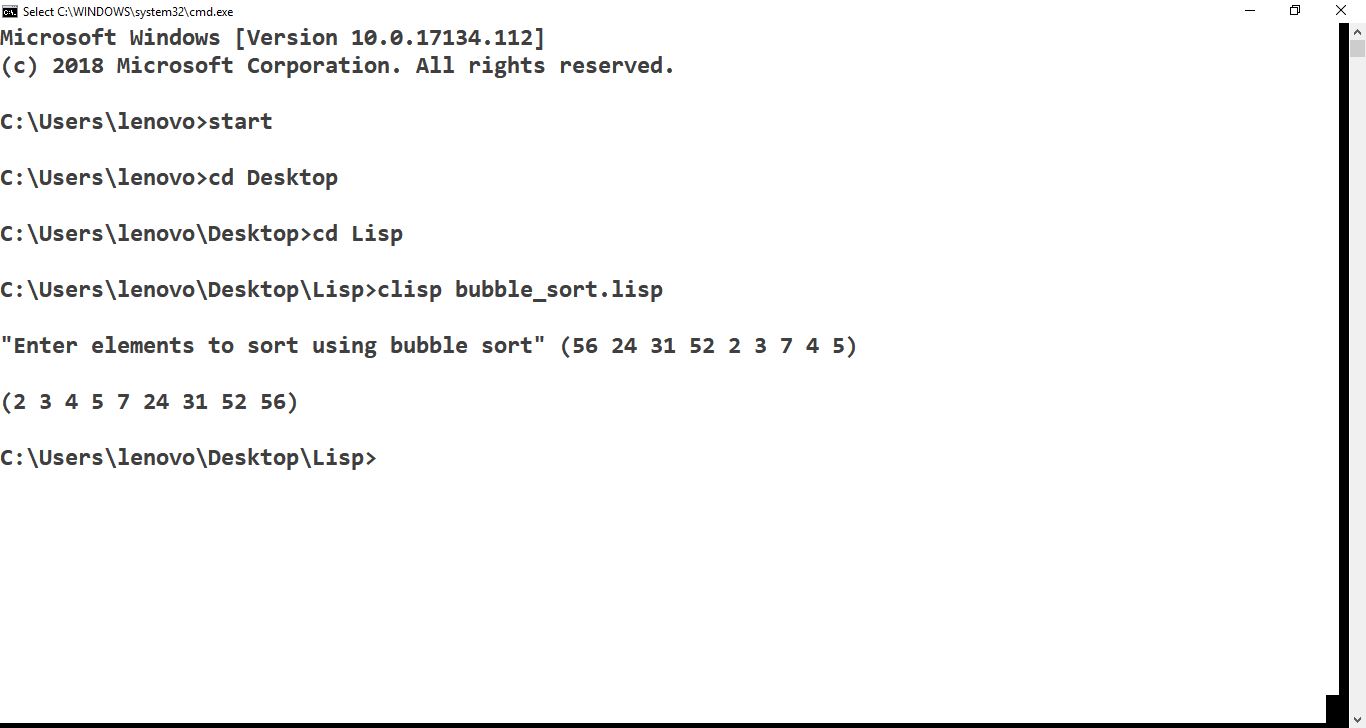 Select C:\WINDOWS\system32\cmd.exe
Microsoft Windows [Version 10.0.17134.112]
(c) 2018 Microsoft Corporation. All rights reserved.
C:\Users\lenovo>start
C:\Users\lenovo>cd Desktop
C:\Users\lenovo\Desktop>cd Lisp
C:\Users\lenovo\Desktop\Lisp>clisp bubble_sort.lisp
"Enter elements to sort using bubble sort" (56 24 31 52 2 3 7 4 5)
(2 3 4 5 7 24 31 52 56)
C:\Users\lenovo\Desktop\Lisp>